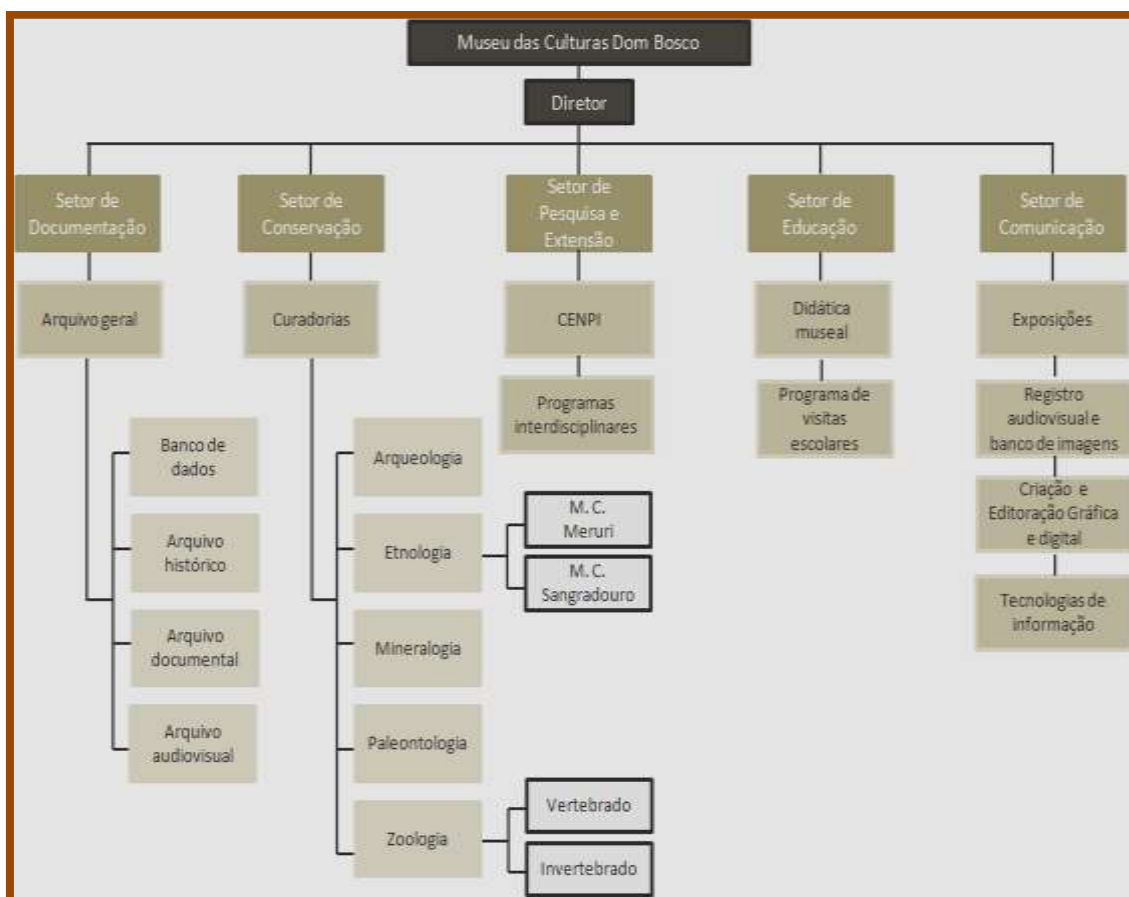 Museu das Culturas Dom Bosco
Diretor
Setor de
Documentação
Setor de
Conservação
Setor de
Pesquisa e
Extensão
Setor de
Educação
Setor de
Comunicação
Arquivo geral
Curadorias
CENPI
Didática
museal
Exposições
Programas
interdisciplinares
Programa de
visitas
escolares
Registro
audiovisual e
banco de imagens
Banco de
dados
Arqueologia
Criação e
Editoração Gráfica
e digital
Arquivo
histórico
Etnologia
M. C.
Meruri
M. C.
Sangradouro
Tecnologias de
informação
Arquivo
documental
Mineralogia
Arquivo
audiovisual
Paleontologia
Zoologia
Vertebrado
Invertebrado